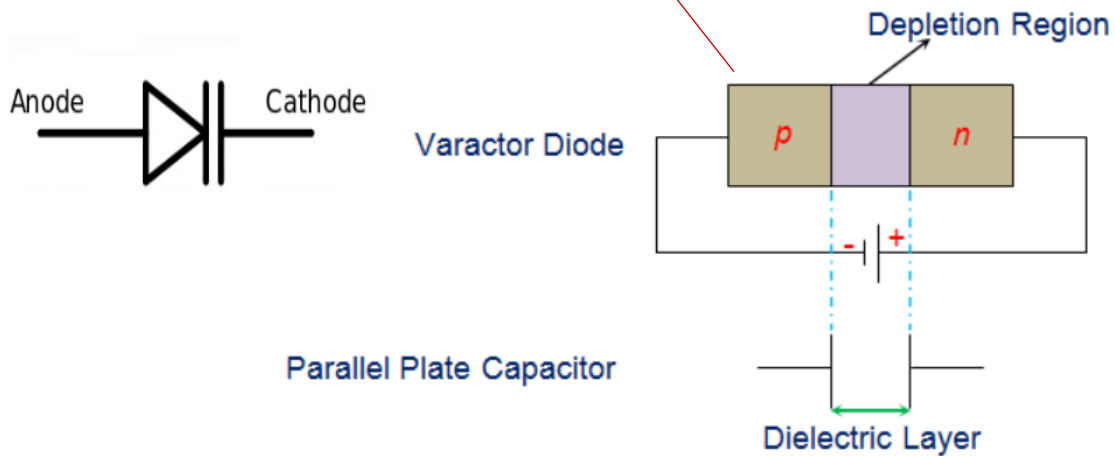 Depletion Region
Anode
Cathode
Varactor Diode
p
n
- +
Parallel Plate Capacitor
Dielectric Layer